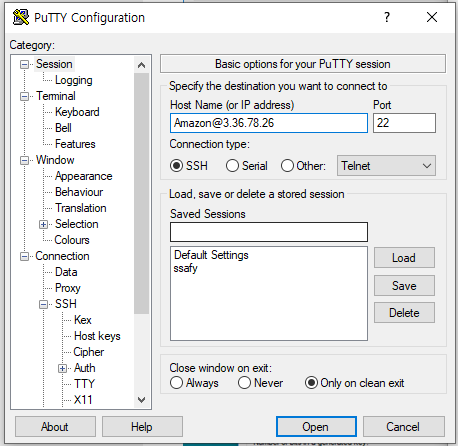 PuTTY Configuration
Category:
Session
Logging
Terminal
Keyboard
Bell
Features
Window
Appearance
Behaviour
Translation
Selection
Colours
Connection
Data
Proxy
SSH
Kex
Host keys
Cipher
Auth
TTY
X11
Basic options for your PuTTY session
Specify the destination you want to connect to
Host Name (or IP address) Port
Amazon@3.36.78.26 22
Connection type:
SSH Serial Other: Telnet
Load, save or delete a stored session
Saved Sessions
Default Settings
ssafy
Load
Save
Delete
Close window on exit:
Always Never Only on clean exit
About Help Open Cancel